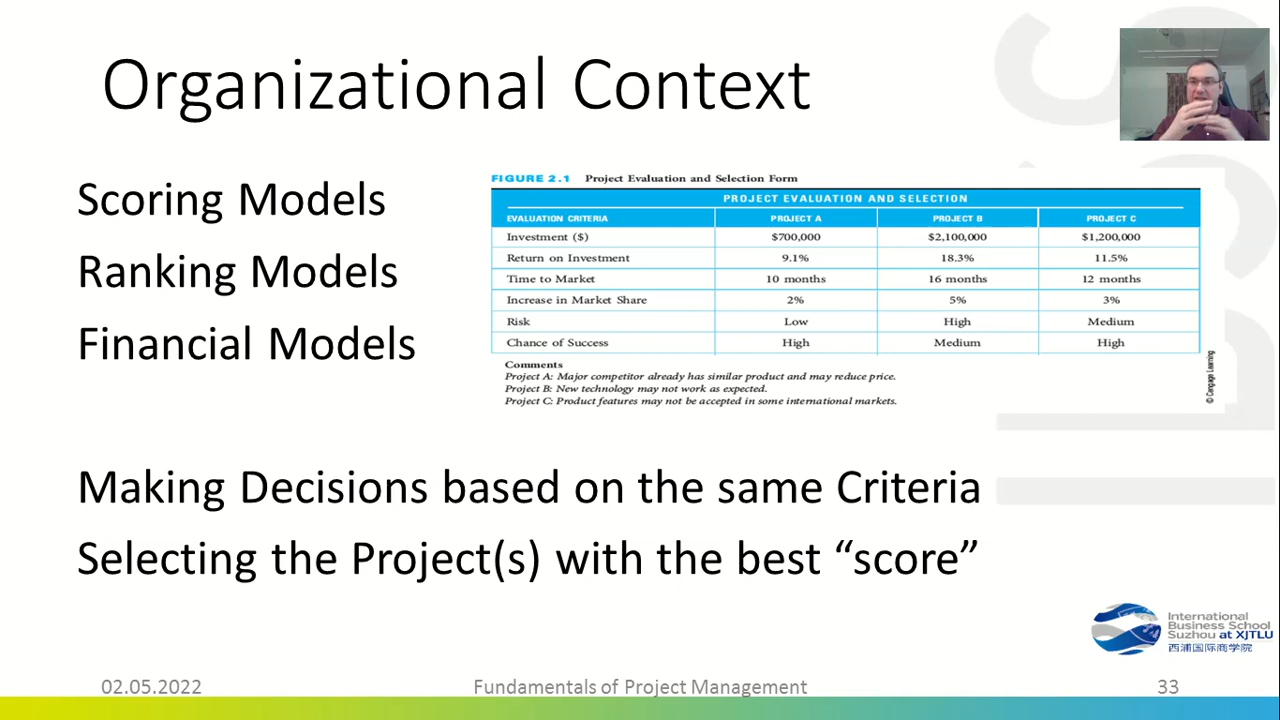 Organizational Context
Scoring Models
Ranking Models
Financial Models
FIGURE 2.1 Project Evaluation and Selection Form
PROJECT EVALUATION AND SELECTION
EVALUATION CRITERIA PROJECT A PROJECT B PROJECT C
Investment ($) $700,000 $2,100,000 $1,200,000
Return on Investment 9.1% 18.3% 11.5%
Time to Market 10 months 16 months 12 months
Increase in Market Share 2% 5% 3%
Risk Low High Medium
Chance of Success High Medium High
Comments
Project A: Major competitor already has similar product and may reduce price.
Project B: New technology may not work as expected.
Project C: Product features may not be accepted in some international markets.
© Cengage Learning
Making Decisions based on the same Criteria
Selecting the Project(s) with the best “score”
International
Business School
Suzhou at XJTLU
西浦国际商学院
02.05.2022 Fundamentals of Project Management 33